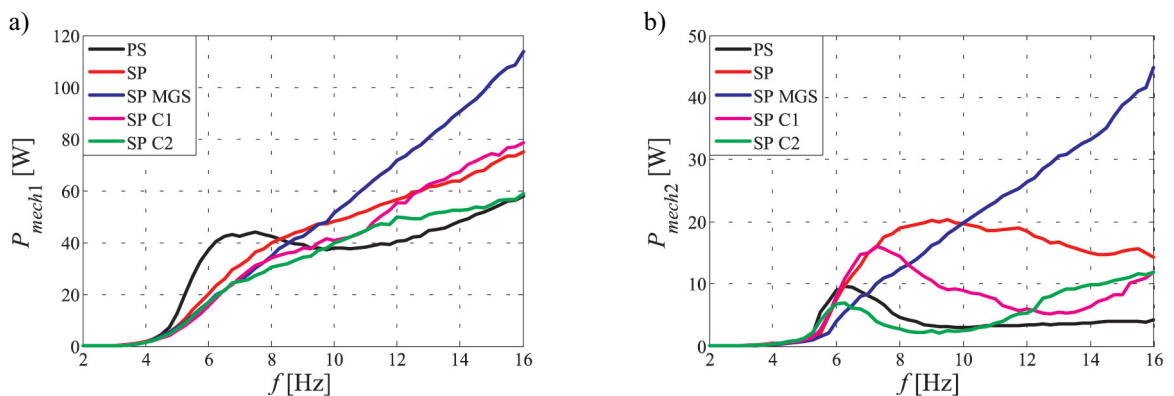 a)
120
100
80
60
40
20
0
P_mech1 [W]
PS
SP
SP MGS
SP C1
SP C2
2 4 6 8 10 12 14 16
f [Hz]
b)
50
40
30
20
10
0
P_mech2 [W]
PS
SP
SP MGS
SP C1
SP C2
2 4 6 8 10 12 14 16
f [Hz]